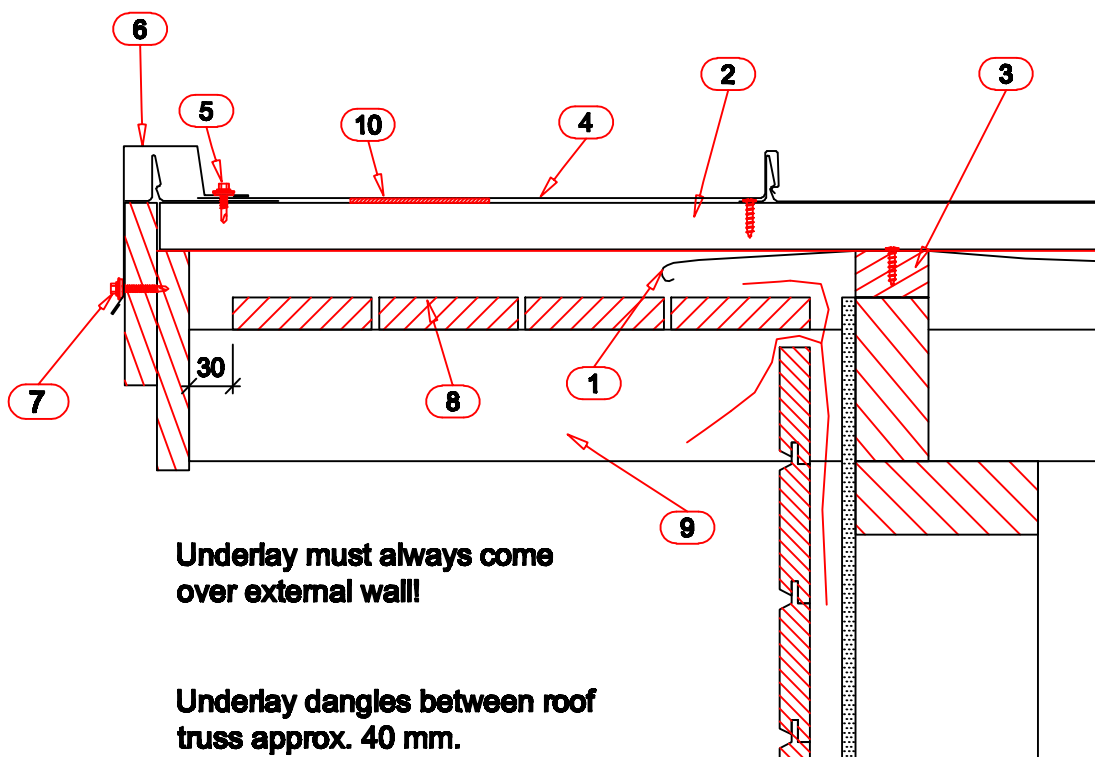 6
2
3
5
10
4
30
1
7
8
9
Underlay must always come
over external wall!
Underlay dangles between roof
truss approx. 40 mm.